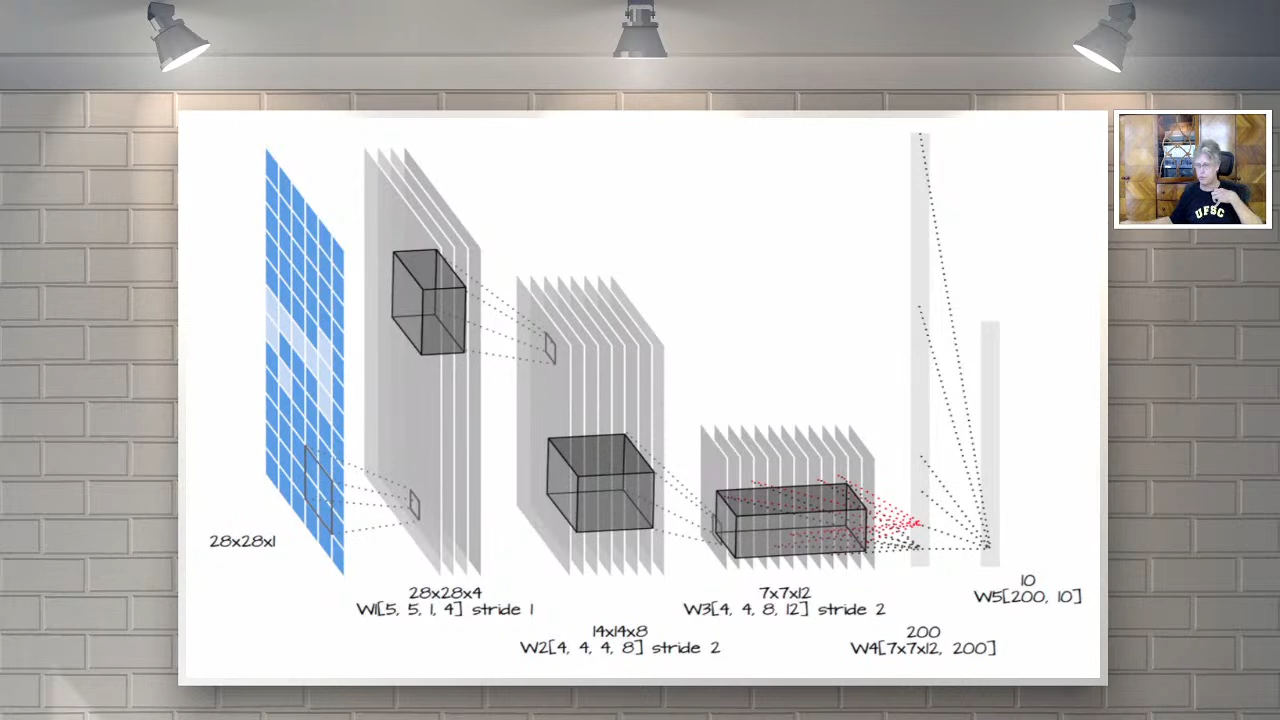 28x28x1
28x28x4
W1[5, 5, 1, 4] stride 1
14x14x8
W2[4, 4, 4, 8] stride 2
7x7x12
W3[4, 4, 8, 12] stride 2
200
W4[7x7x12, 200]
10
W5[200, 10]
UFSC